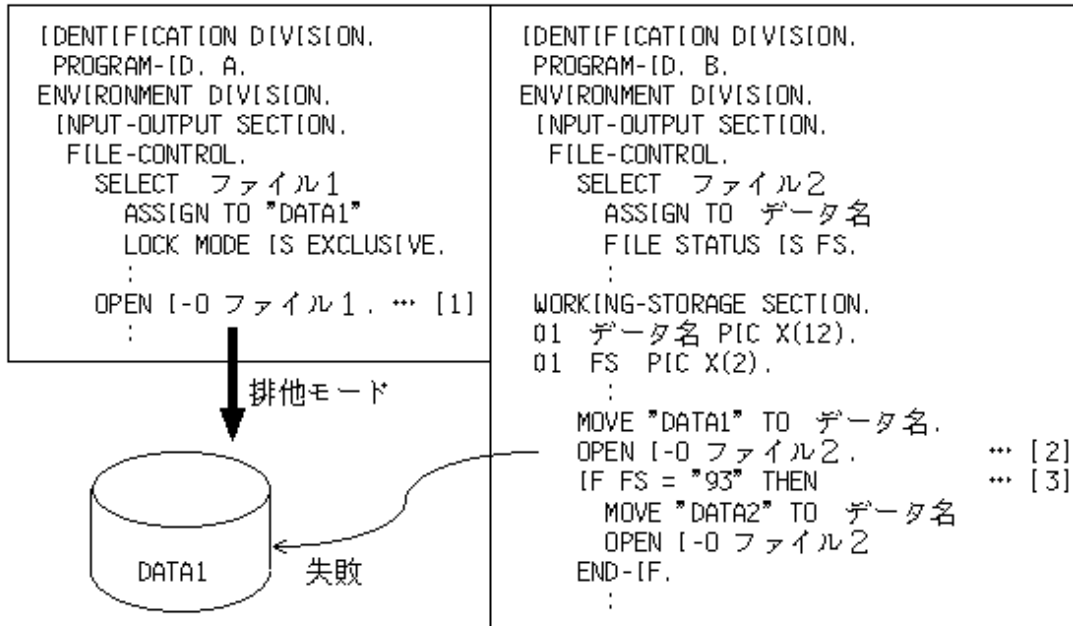 IDENTIFICATION DIVISION.
PROGRAM-ID. A.
ENVIRONMENT DIVISION.
INPUT-OUTPUT SECTION.
FILE-CONTROL.
SELECT ファイル1
ASSIGN TO "DATA1"
LOCK MODE IS EXCLUSIVE.
:
OPEN I-O ファイル1. … [1]
:
排他モード
DATA1
失敗
IDENTIFICATION DIVISION.
PROGRAM-ID. B.
ENVIRONMENT DIVISION.
INPUT-OUTPUT SECTION.
FILE-CONTROL.
SELECT ファイル2
ASSIGN TO データ名
FILE STATUS IS FS.
:
WORKING-STORAGE SECTION.
01 データ名 PIC X(12).
01 FS PIC X(2).
:
MOVE "DATA1" TO データ名.
OPEN I-O ファイル2. … [2]
IF FS = "93" THEN … [3]
MOVE "DATA2" TO データ名
OPEN I-O ファイル2
END-IF.
: